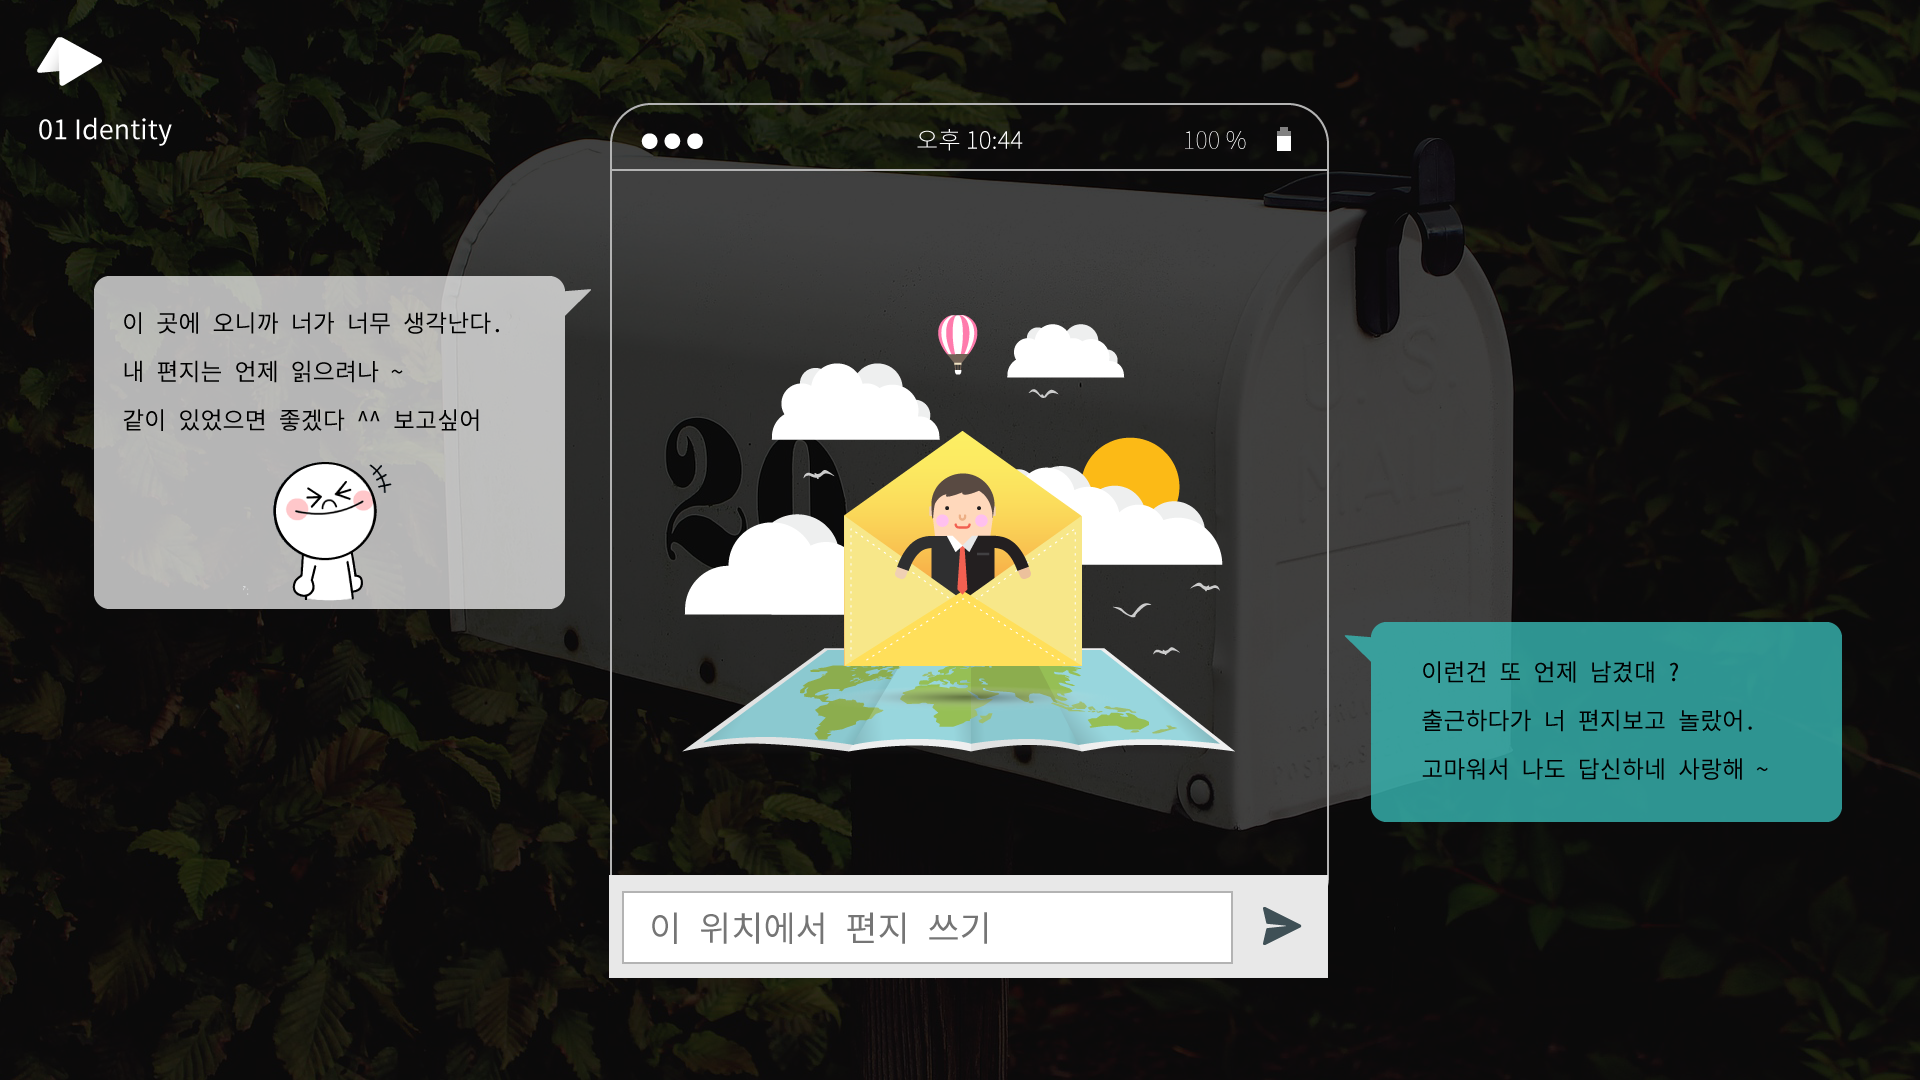 01 Identity
오후 10:44
100 %
이 곳에 오니까 너가 너무 생각난다.
내 편지는 언제 읽으려나 ~
같이 있었으면 좋겠다 ^^ 보고싶어
20
U. S.
MAIL
이런건 또 언제 남겼대 ?
출근하다가 너 편지보고 놀랐어.
고마워서 나도 답신하네 사랑해 ~
이 위치에서 편지 쓰기